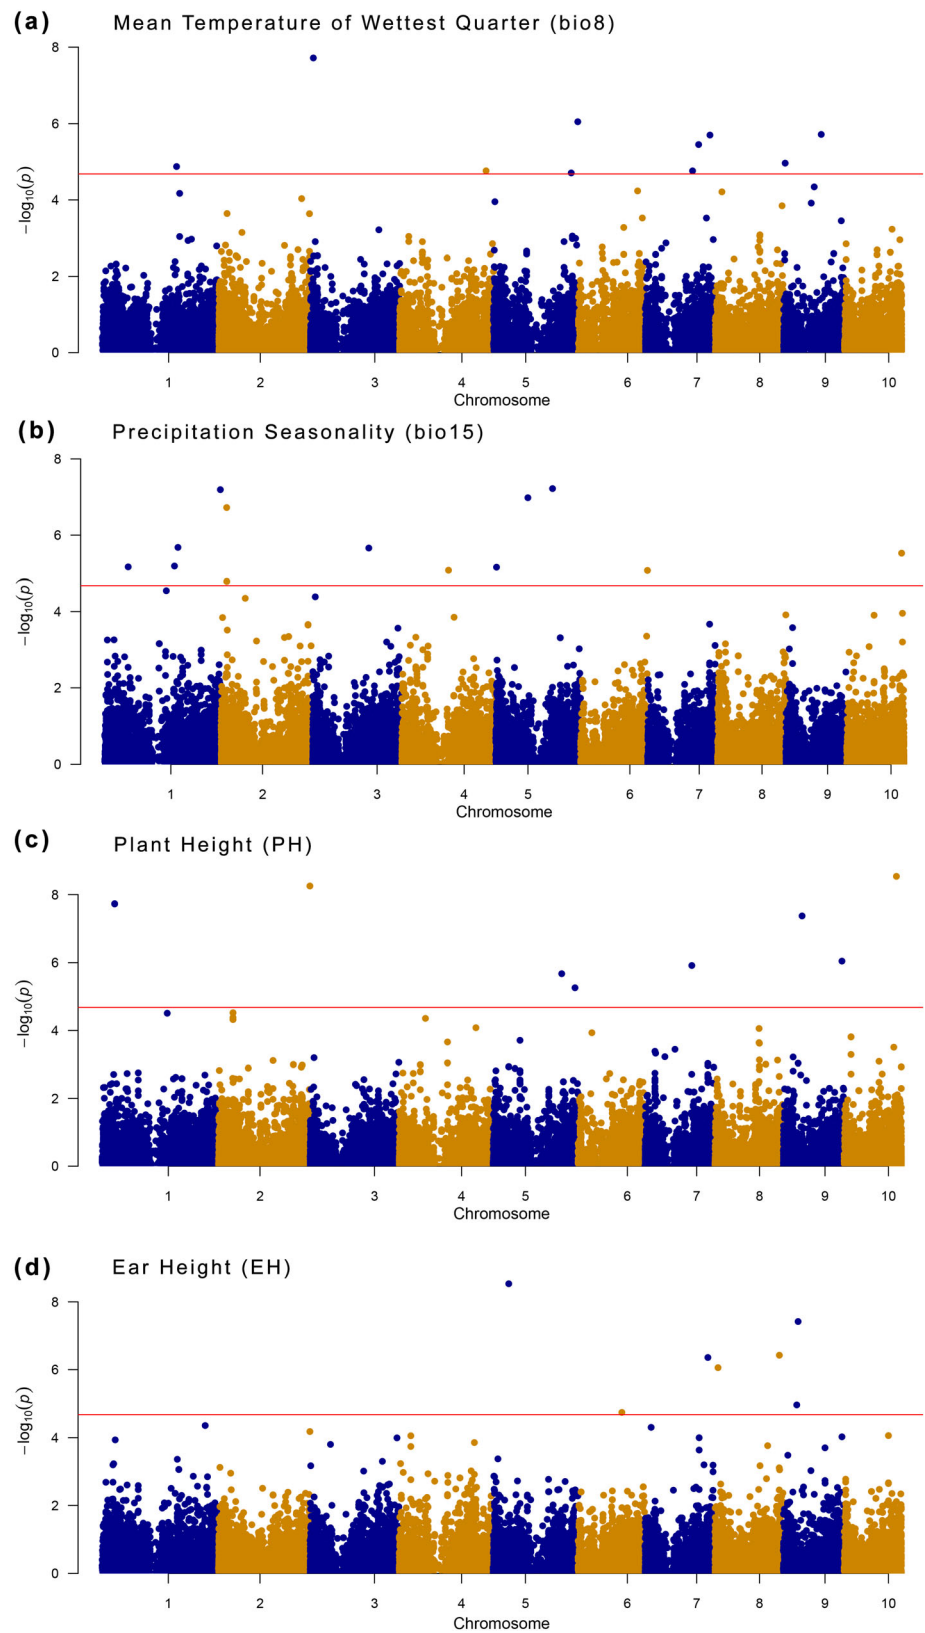 (a) Mean Temperature of Wettest Quarter (bio8)
8
6
4
2
0
−log10(p)
1 2 3 4 5 6 7 8 9 10
Chromosome
(b) Precipitation Seasonality (bio15)
8
6
4
2
0
−log10(p)
1 2 3 4 5 6 7 8 9 10
Chromosome
(c) Plant Height (PH)
8
6
4
2
0
−log10(p)
1 2 3 4 5 6 7 8 9 10
Chromosome
(d) Ear Height (EH)
8
6
4
2
0
−log10(p)
1 2 3 4 5 6 7 8 9 10
Chromosome